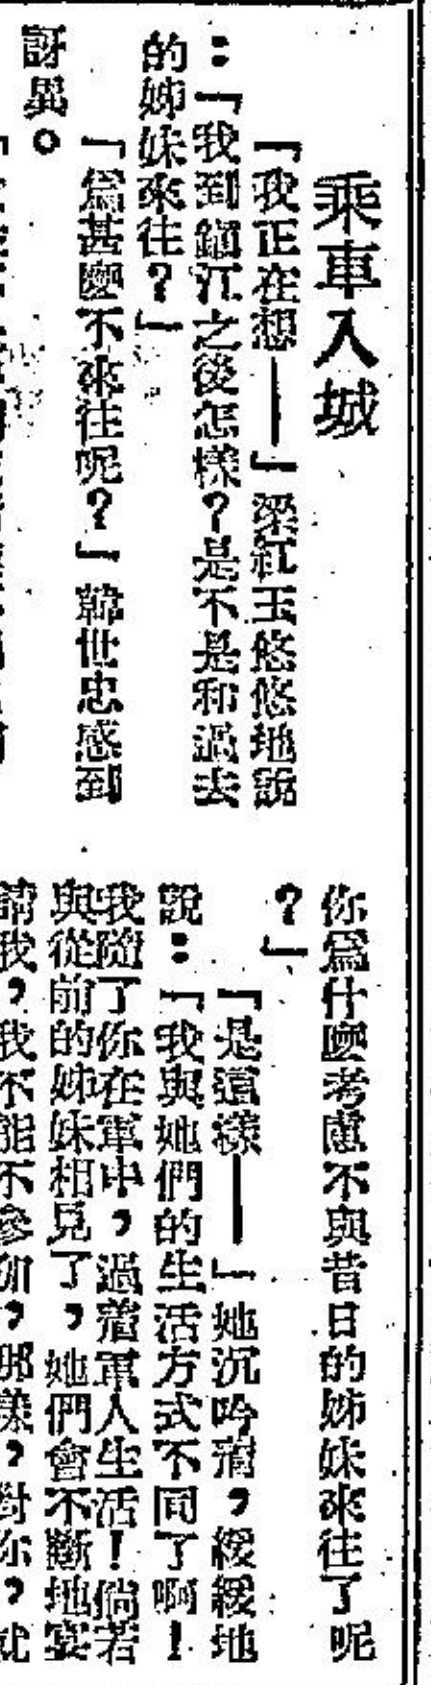 乘車入城
「我正在想——」梁紅玉悠悠地說
：「我到鎭江之後怎樣？是不是和過去
的姊妹來往？」
「爲甚麼不來往呢？」韓世忠感到
訝異。
你爲什麼考慮不與昔日的姊妹來往了呢
？」
「是這樣——」她沉吟着，緩緩地
說：「我與她們的生活方式不同了啊！
我隨了你在軍中，過着軍人生活！倘若
與從前的姊妹相見了，她們會不斷地宴
請我，我不能不參加，那樣，對你，就